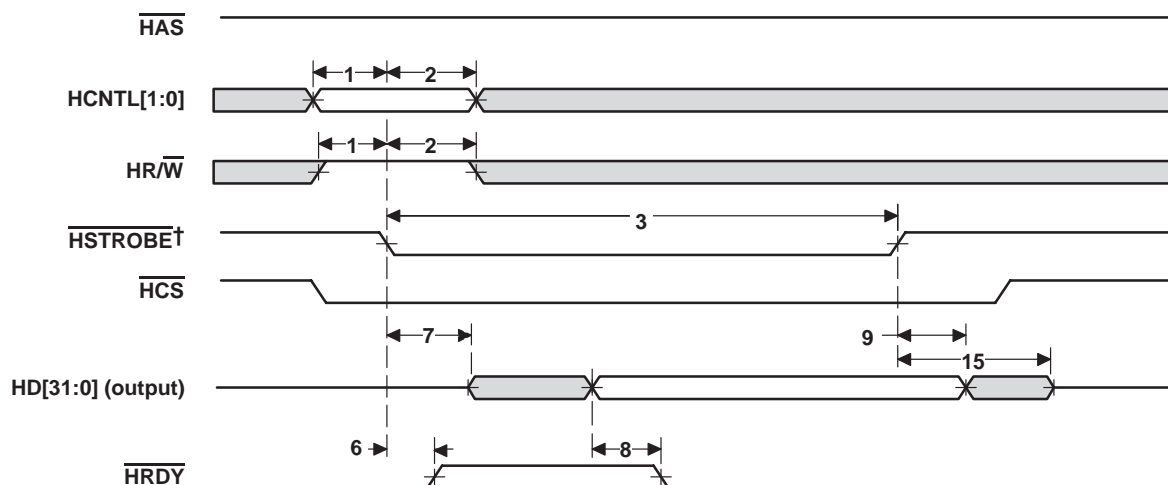 HAS
1 2
HCNTL[1:0]
1 2
HR/W
3
HSTROBE†
HCS
7 9
15
HD[31:0] (output)
6 8
HRDY